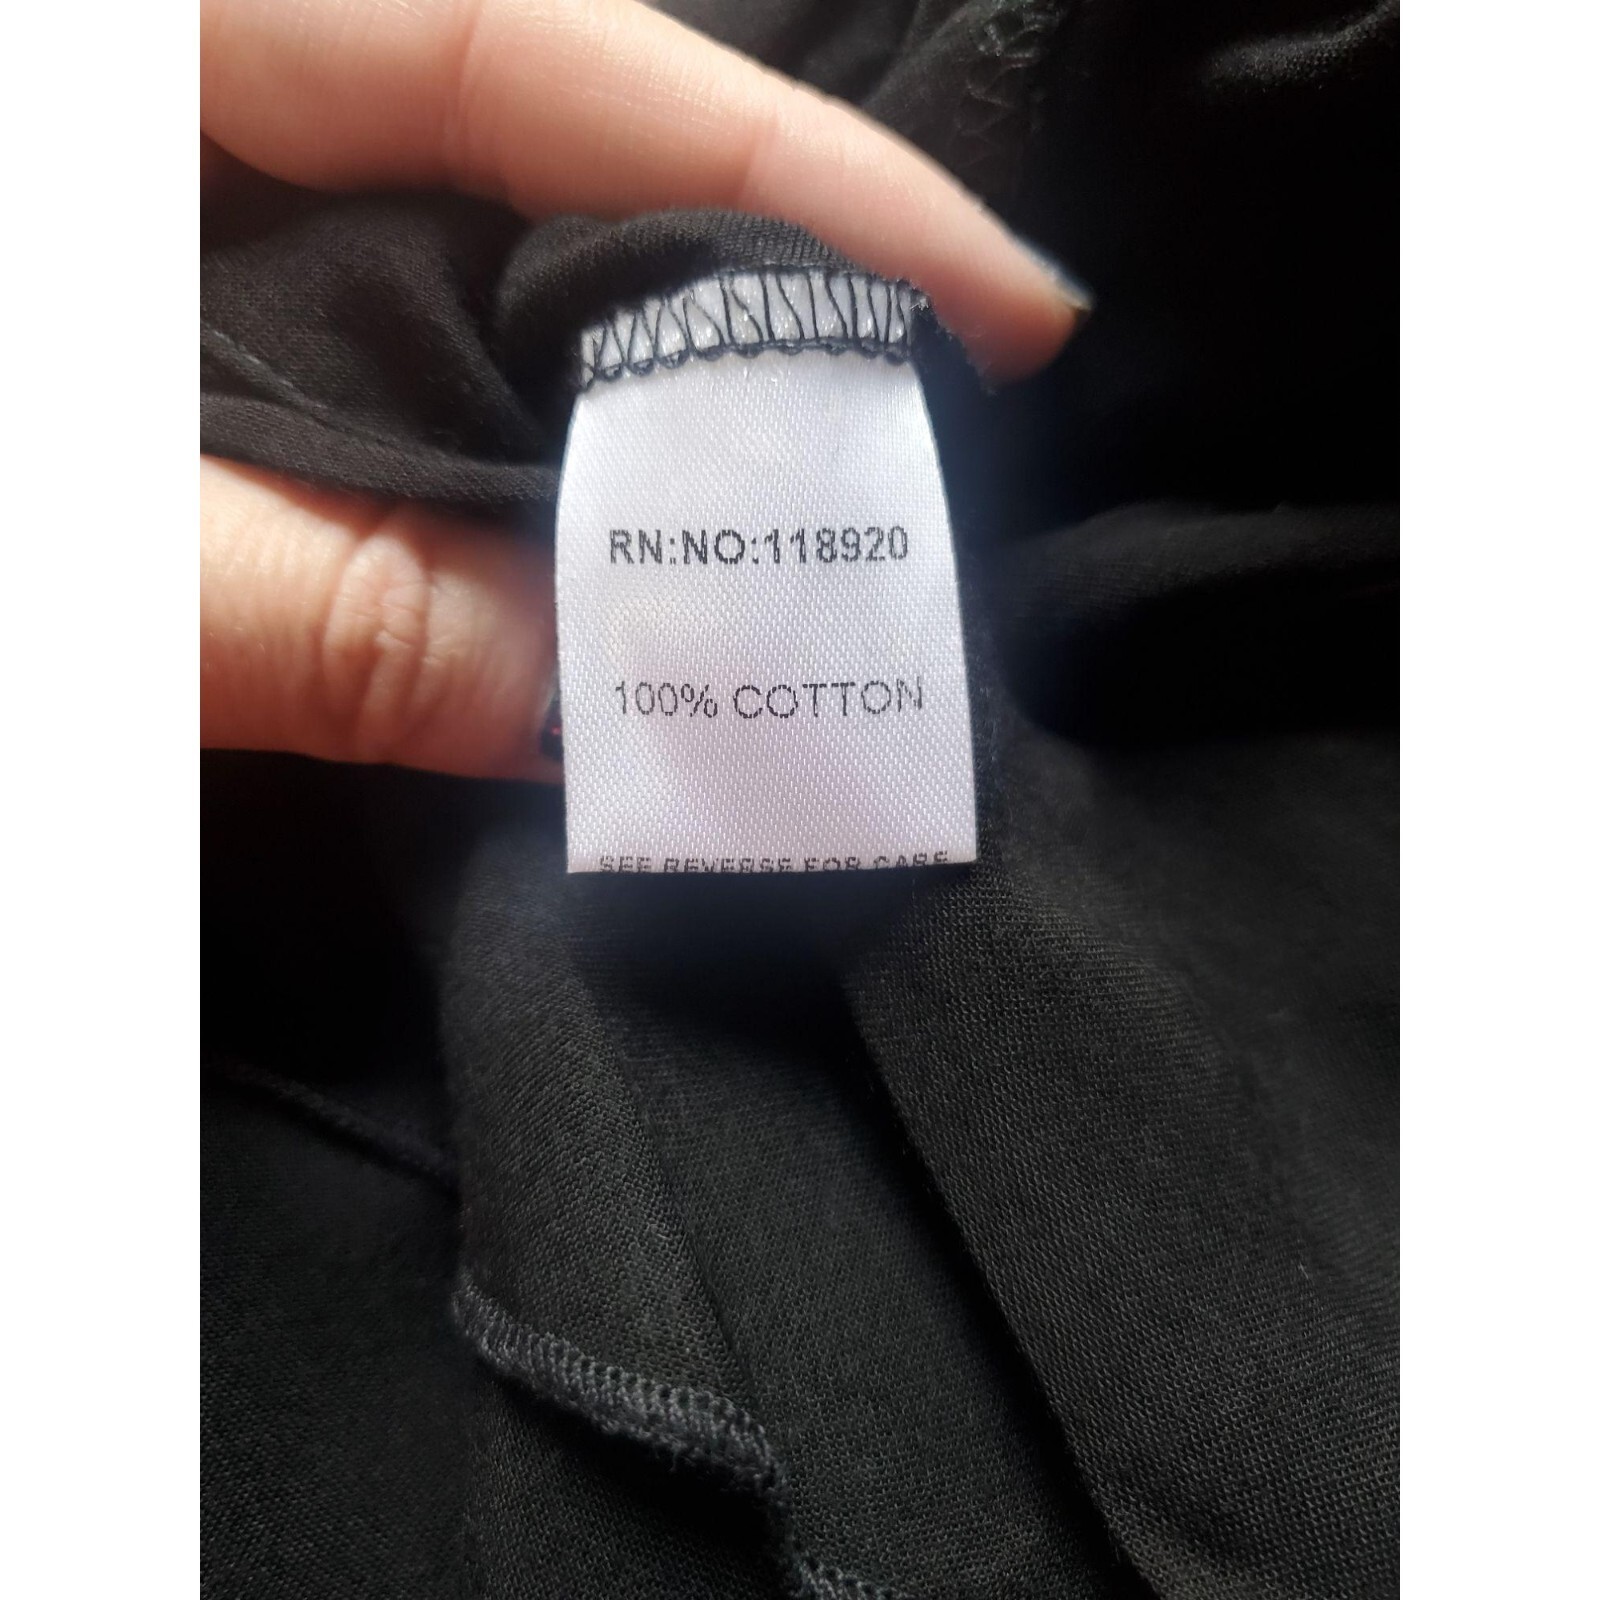 RN:NO:118920
100% COTTON
SEE REVERSE FOR CARE